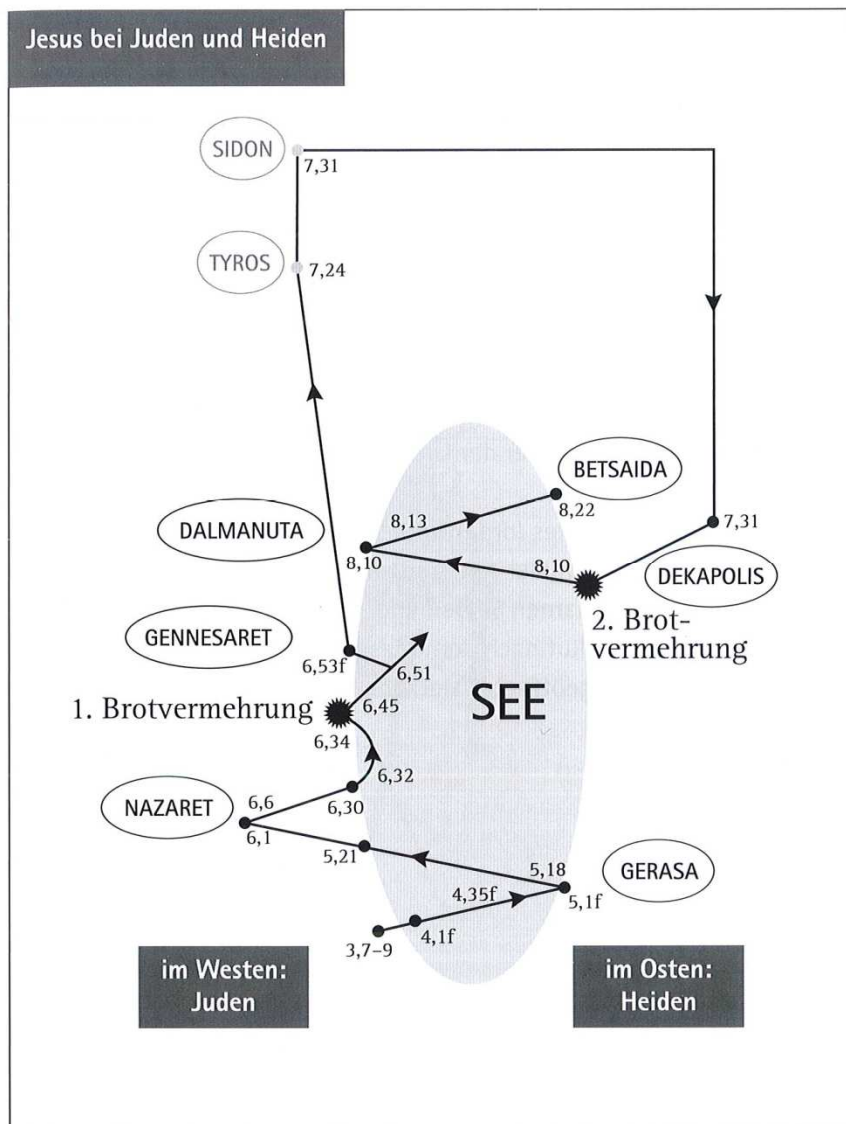 Jesus bei Juden und Heiden
SIDON
7,31
TYROS
7,24
BETSAIDA
8,13
8,22
DALMANUTA
7,31
8,10
8,10
DEKAPOLIS
GENNESARET
2. Brot-
vermehrung
6,53f
6,51
SEE
1. Brotvermehrung
6,45
6,34
6,32
NAZARET
6,6
6,30
6,1
5,21
5,18
GERASA
4,35f
5,1f
4,1f
3,7–9
im Westen:
Juden
im Osten:
Heiden